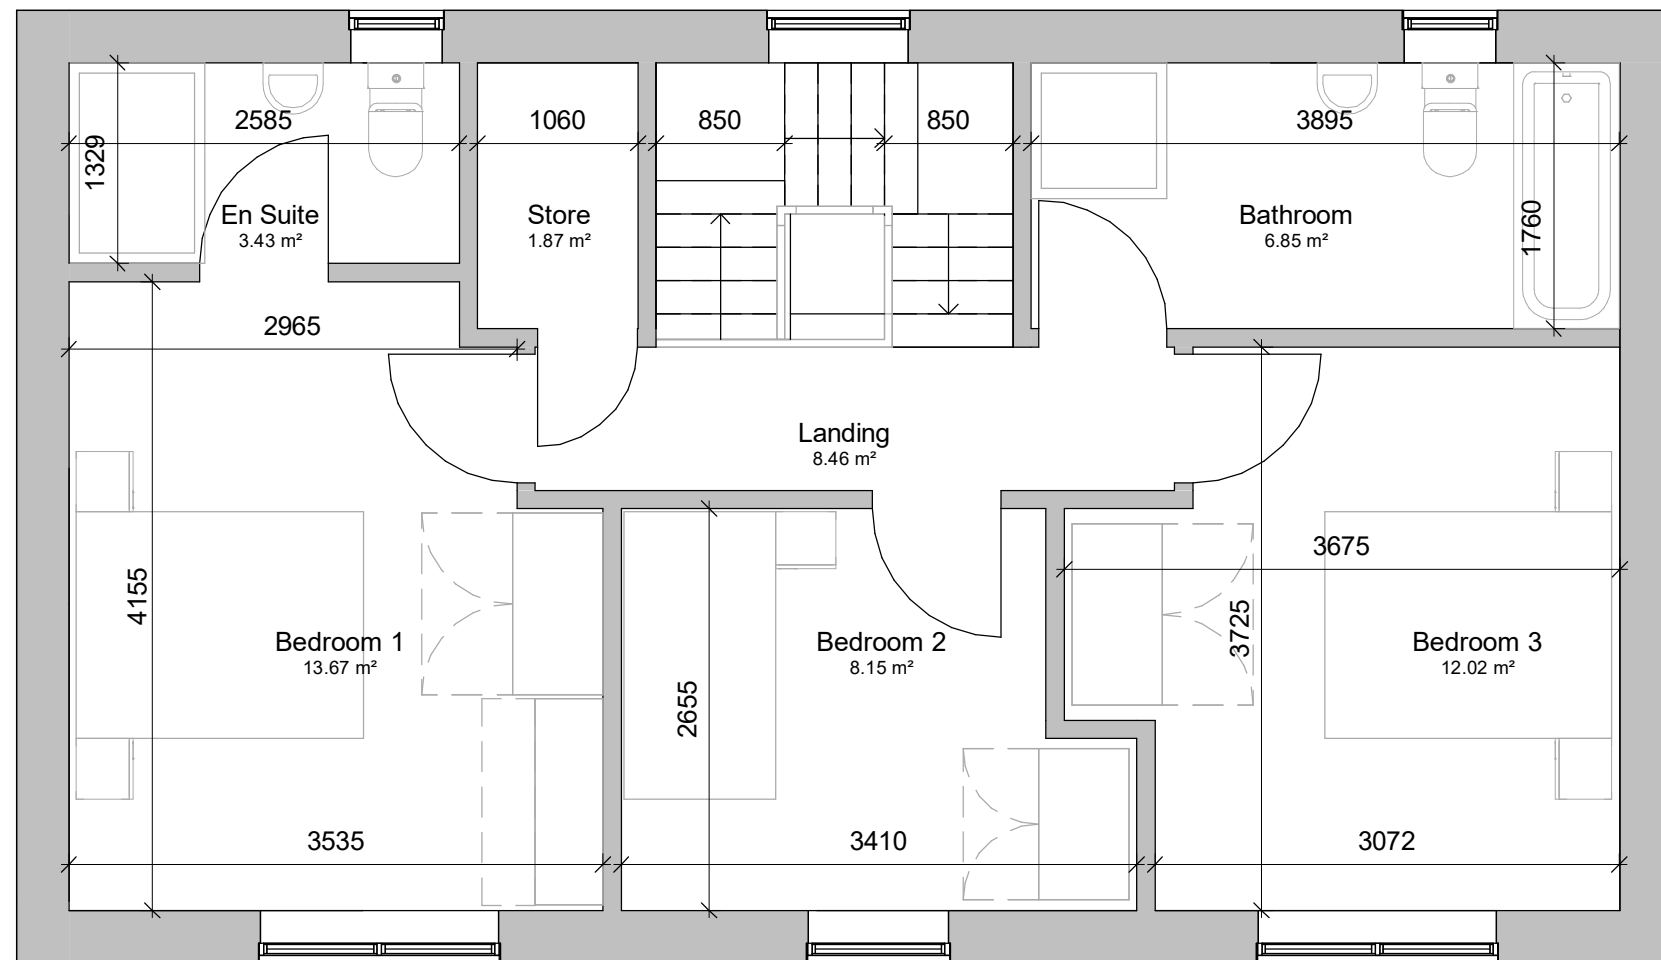 2585
1060
850
850
3895
1329
En Suite
3.43 m²
Store
1.87 m²
Bathroom
6.85 m²
1760
2965
Landing
8.46 m²
4155
3675
3725
Bedroom 1
13.67 m²
Bedroom 2
8.15 m²
Bedroom 3
12.02 m²
2655
3535
3410
3072